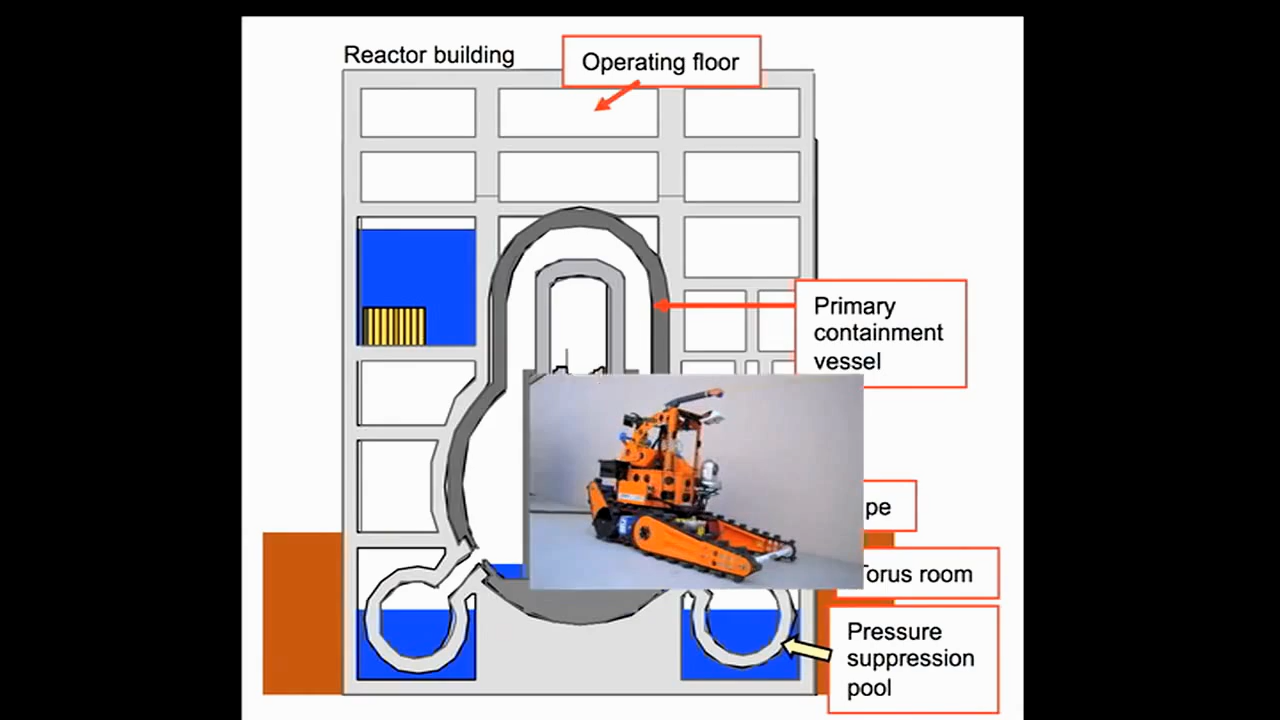 Reactor building
Operating floor
Primary
containment
vessel
pe
Torus room
Pressure
suppression
pool